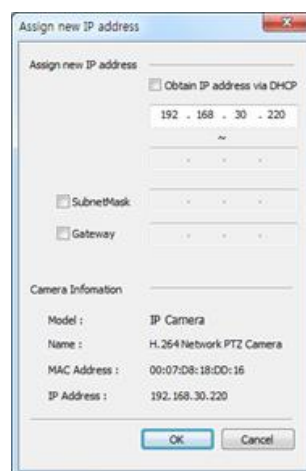 Assign new IP address
Assign new IP address
Obtain IP address via DHCP
192 . 168 . 30 . 220
~
. . .
SubnetMask . . .
Gateway . . .
Camera Infomation
Model : IP Camera
Name : H.264 Network PTZ Camera
MAC Address : 00:07:D8:18:DD:16
IP Address : 192.168.30.220
OK Cancel